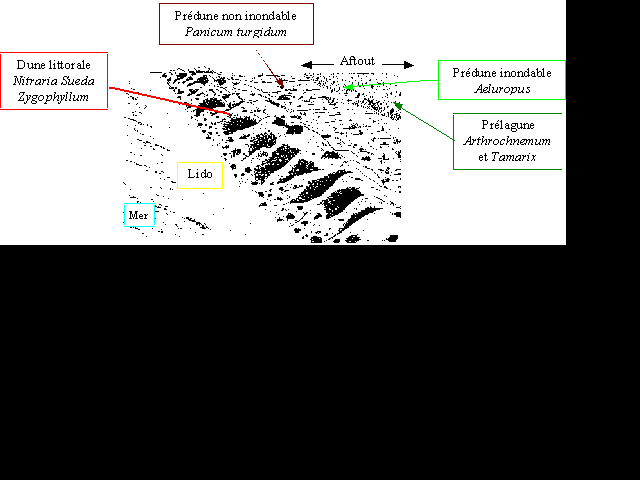 Prédune non inondable
Panicum turgidum
Aftout
Dune littorale
Nitraria Sueda
Zygophyllum
Prédune inondable
Aeluropus
Prélagune
Arthrochnemum
et Tamarix
Lido
Mer